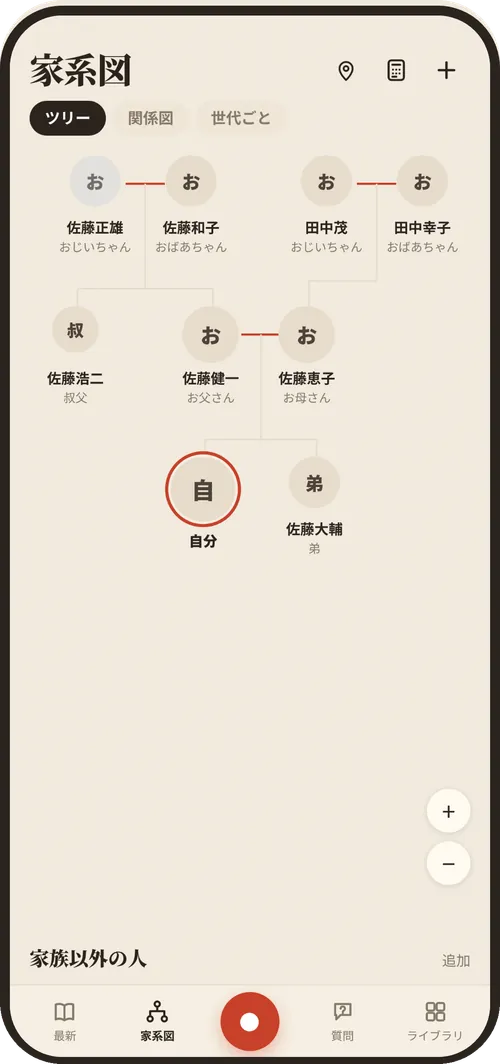 家系図
ツリー
関係図
世代ごと
お
お
お
お
佐藤正雄
佐藤和子
田中茂
田中幸子
おじいちゃん
おばあちゃん
おじいちゃん
おばあちゃん
叔
お
お
佐藤浩二
佐藤健一
佐藤恵子
叔父
お父さん
お母さん
自
弟
自分
佐藤大輔
弟
+
−
家族以外の人
追加
最新
家系図
質問
ライブラリ